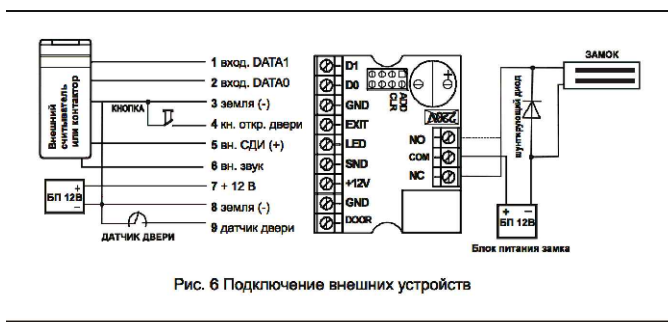 Внешний
считыватель
или контактор
КНОПКА
1 вход. DATA1
2 вход. DATA0
3 земля (-)
4 кн. откр. двери
5 вн. СДИ (+)
6 вн. звук
7 + 12 В
8 земля (-)
9 датчик двери
БП 12В
+
–
ДАТЧИК ДВЕРИ
D1
D0
GND
EXIT
LED
SND
+12V
GND
DOOR
ADD
CLR
+
–
220V
NO
COM
NC
шунтирующий диод
ЗАМОК
+ –
БП 12В
Блок питания замка
Рис. 6 Подключение внешних устройств